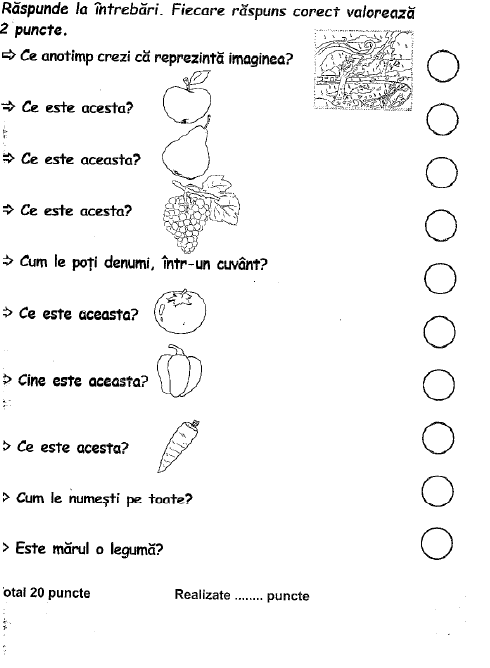 Răspunde la întrebări. Fiecare răspuns corect valorează
2 puncte.
⇒ Ce anotimp crezi că reprezintă imaginea?
⇒ Ce este acesta?
⇒ Ce este aceasta?
⇒ Ce este acesta?
⇒ Cum le poți denumi, într-un cuvânt?
⇒ Ce este aceasta?
> Cine este aceasta?
> Ce este acesta?
> Cum le numești pe toate?
> Este mărul o legumă?
otal 20 puncte Realizate ........ puncte